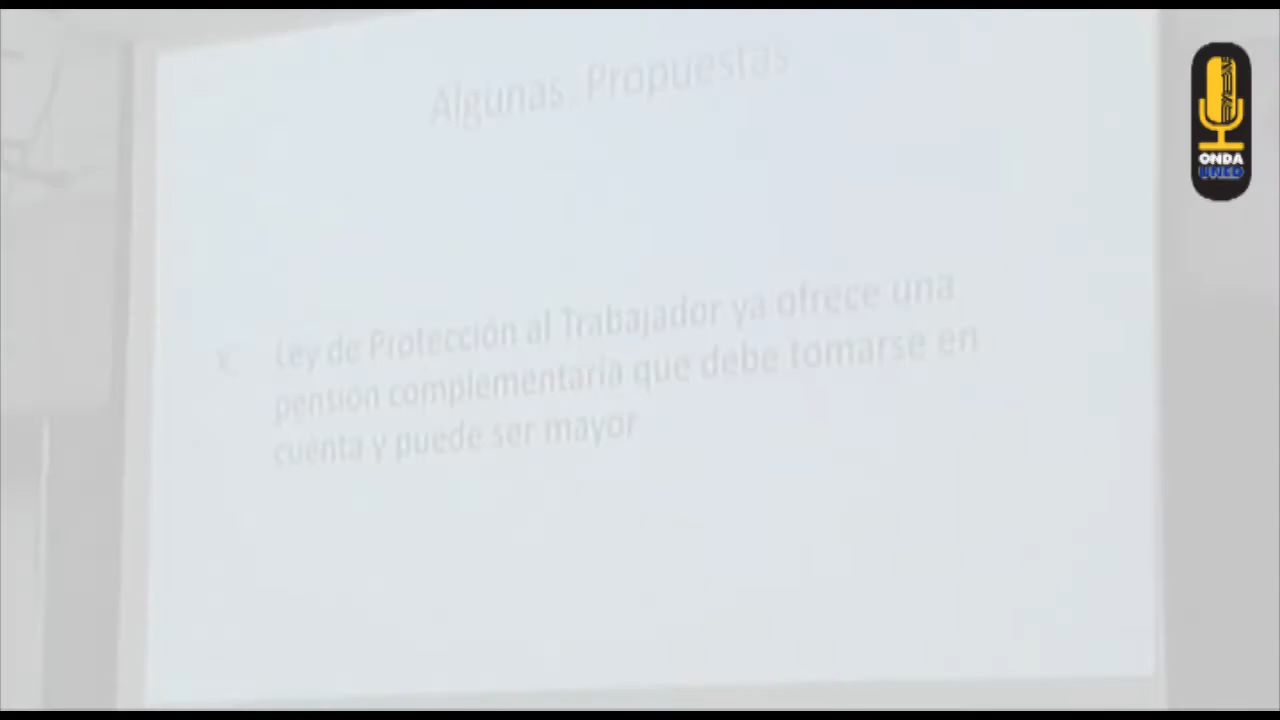 Algunas Propuestas
Ley de Protección al Trabajador ya ofrece una
pensión complementaria que debe tomarse en
cuenta y puede ser mayor
ONDA
UNED